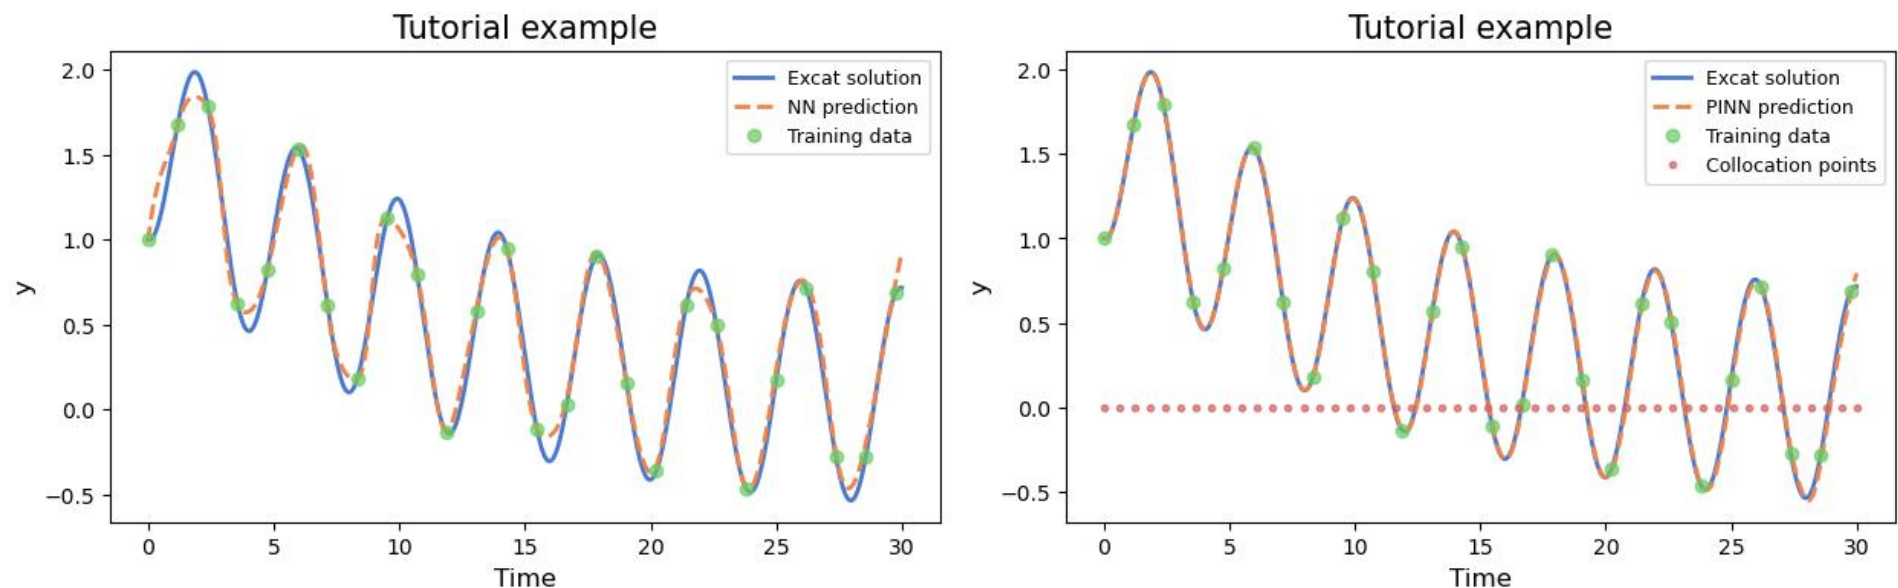 Tutorial example
Excat solution
NN prediction
Training data
y
2.0
1.5
1.0
0.5
0.0
−0.5
0 5 10 15 20 25 30
Time
Tutorial example
Excat solution
PINN prediction
Training data
Collocation points
y
2.0
1.5
1.0
0.5
0.0
−0.5
0 5 10 15 20 25 30
Time